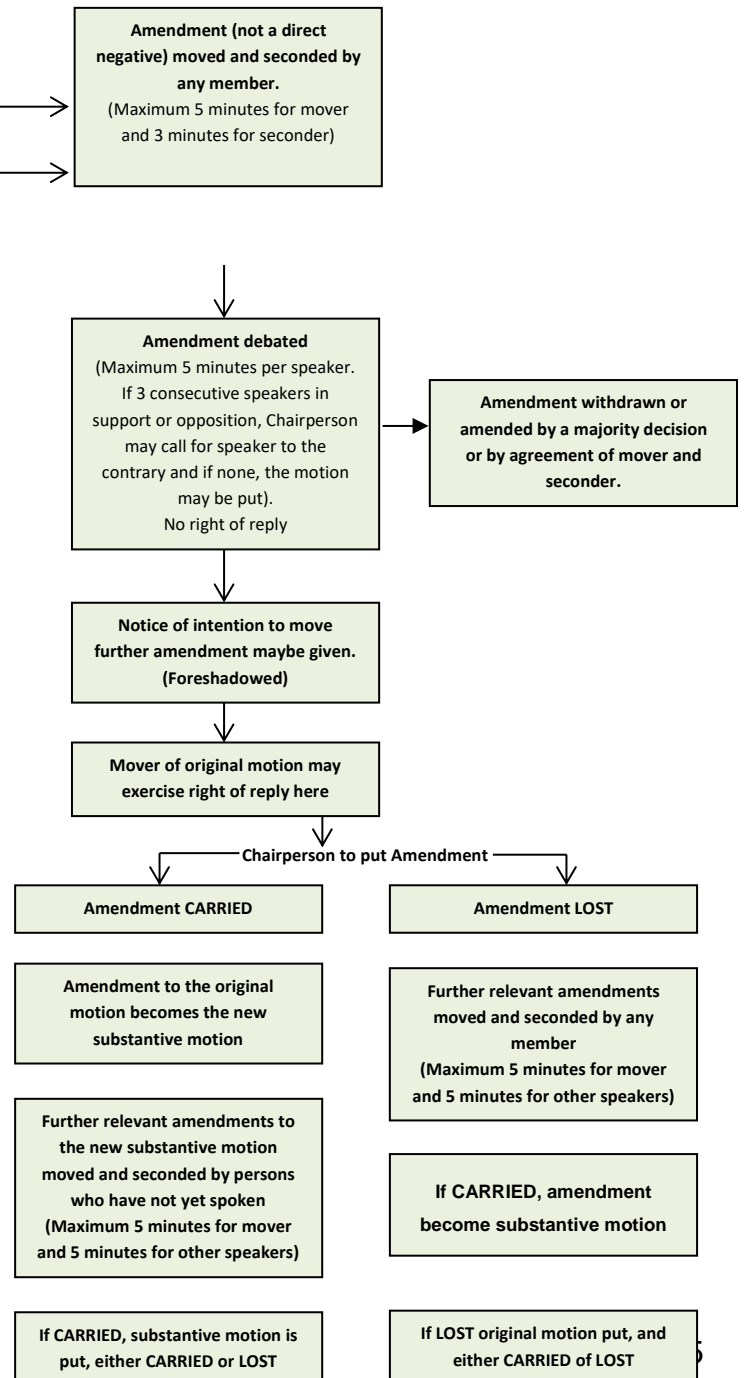 Amendment (not a direct
negative) moved and seconded by
any member.
(Maximum 5 minutes for mover
and 3 minutes for seconder)
Amendment debated
(Maximum 5 minutes per speaker.
If 3 consecutive speakers in
support or opposition, Chairperson
may call for speaker to the
contrary and if none, the motion
may be put).
No right of reply
Amendment withdrawn or
amended by a majority decision
or by agreement of mover and
seconder.
Notice of intention to move
further amendment maybe given.
(Foreshadowed)
Mover of original motion may
exercise right of reply here
Chairperson to put Amendment
Amendment CARRIED
Amendment to the original
motion becomes the new
substantive motion
Further relevant amendments to
the new substantive motion
moved and seconded by persons
who have not yet spoken
(Maximum 5 minutes for mover
and 5 minutes for other speakers)
If CARRIED, substantive motion is
put, either CARRIED or LOST
Amendment LOST
Further relevant amendments
moved and seconded by any
member
(Maximum 5 minutes for mover
and 5 minutes for other speakers)
If CARRIED, amendment
become substantive motion
If LOST original motion put, and
either CARRIED of LOST